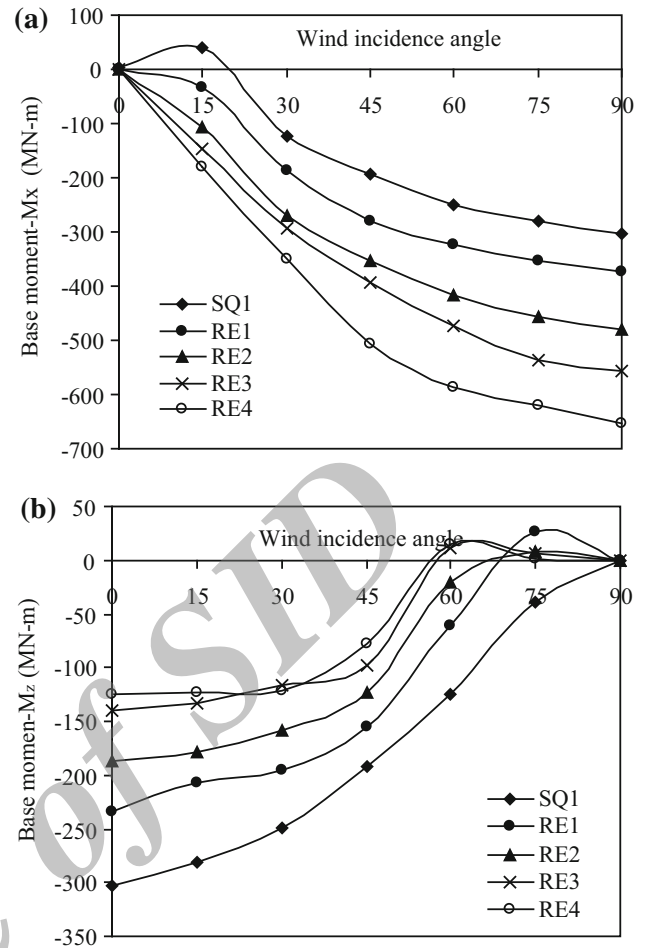 (a)
Wind incidence angle
Base moment-Mx (MN-m)
100
0
-100
-200
-300
-400
-500
-600
-700
0 15 30 45 60 75 90
SQ1
RE1
RE2
RE3
RE4
(b)
Wind incidence angle
Base momen-Mz (MN-m)
50
0
-50
-100
-150
-200
-250
-300
-350
0 15 30 45 60 75 90
SQ1
RE1
RE2
RE3
RE4
of SID